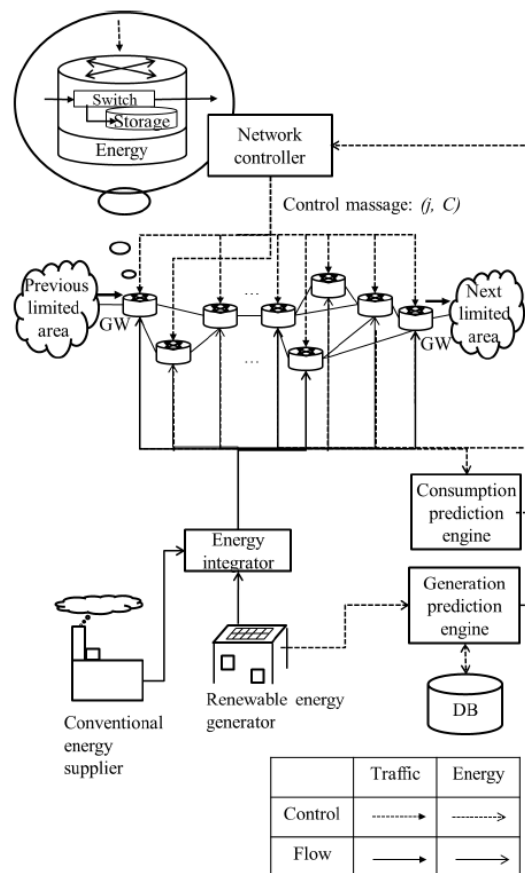 Switch
Storage
Energy
Network
controller
Control massage: (j, C)
Previous
limited
area
...
Next
limited
area
GW
GW
...
Consumption
prediction
engine
Energy
integrator
Generation
prediction
engine
Renewable energy
generator
DB
Conventional
energy
supplier
Traffic Energy
Control
Flow